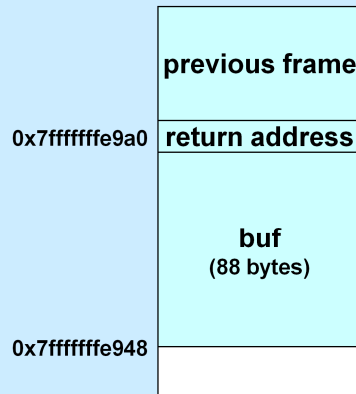 previous frame
0x7fffffffe9a0 return address
buf
(88 bytes)
0x7fffffffe948